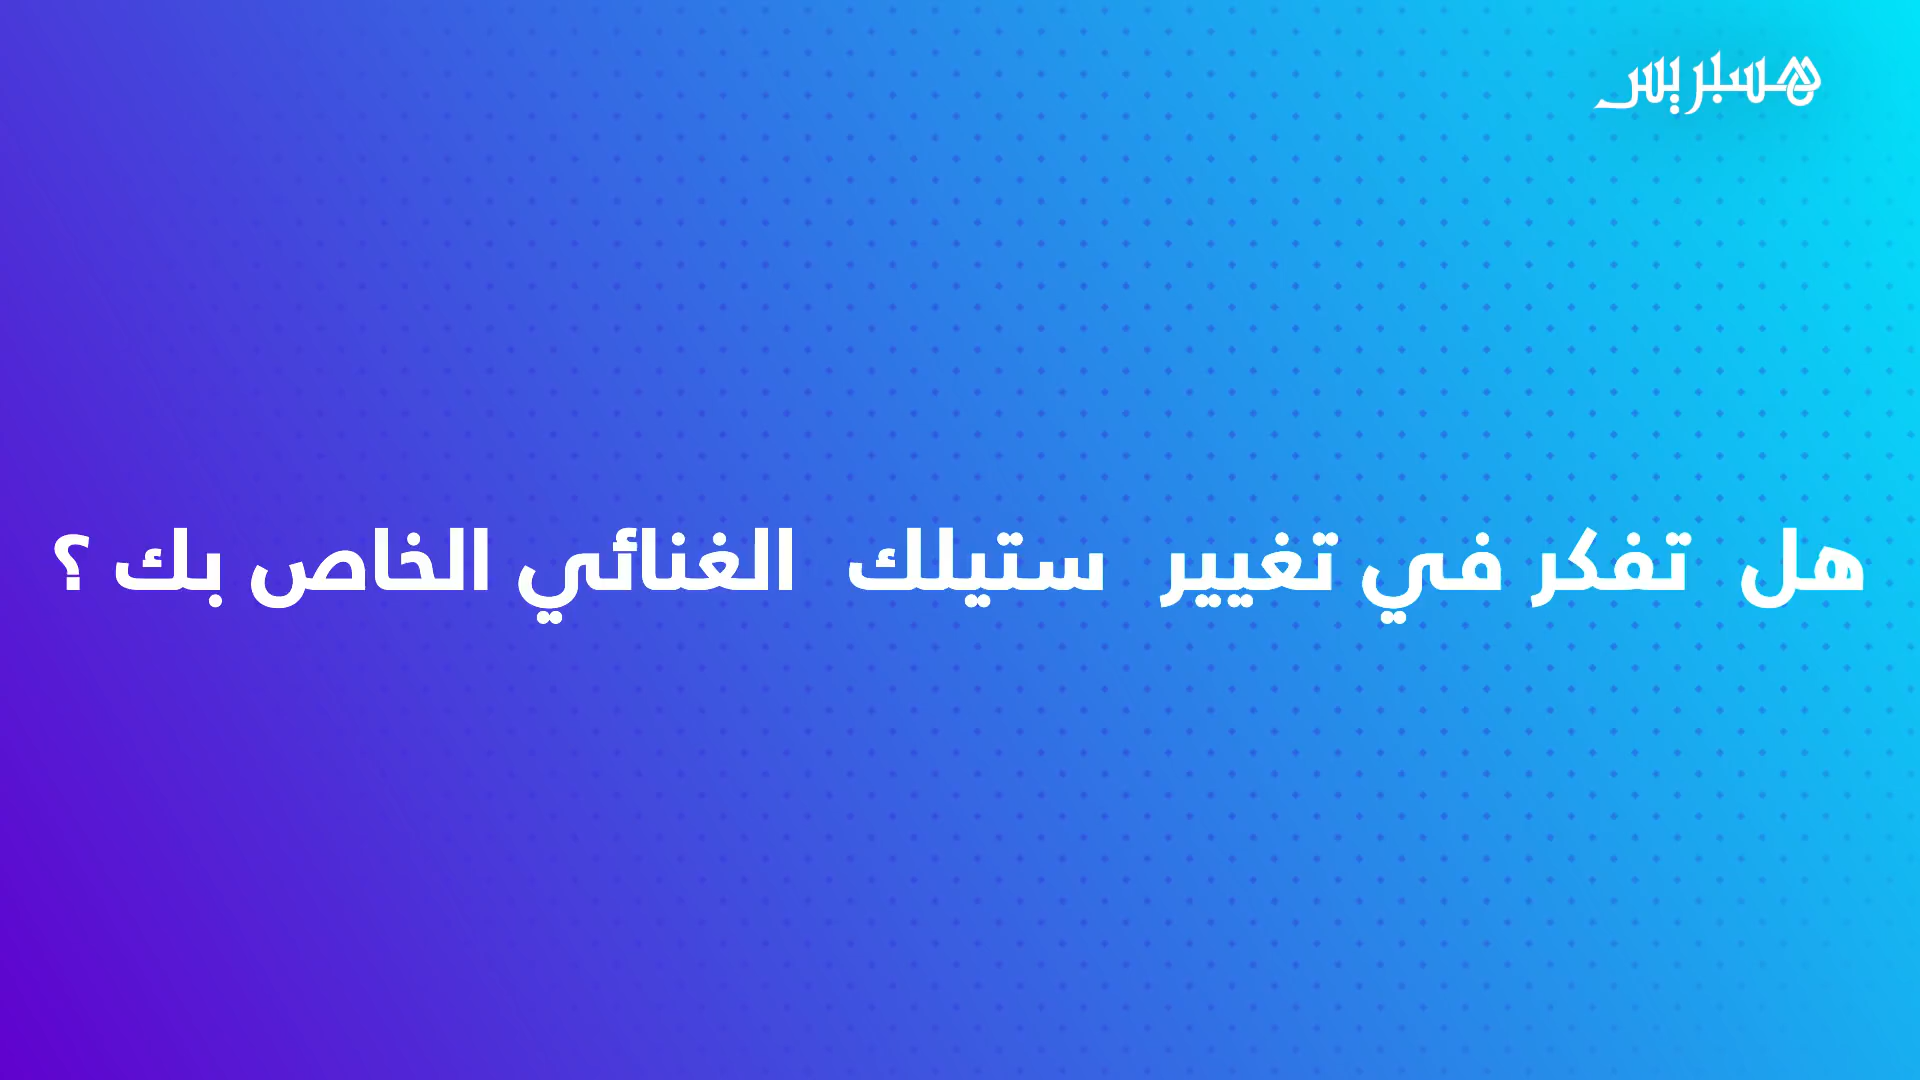 هسبريس
هل تفكر في تغيير ستيلك الغنائي الخاص بك ؟